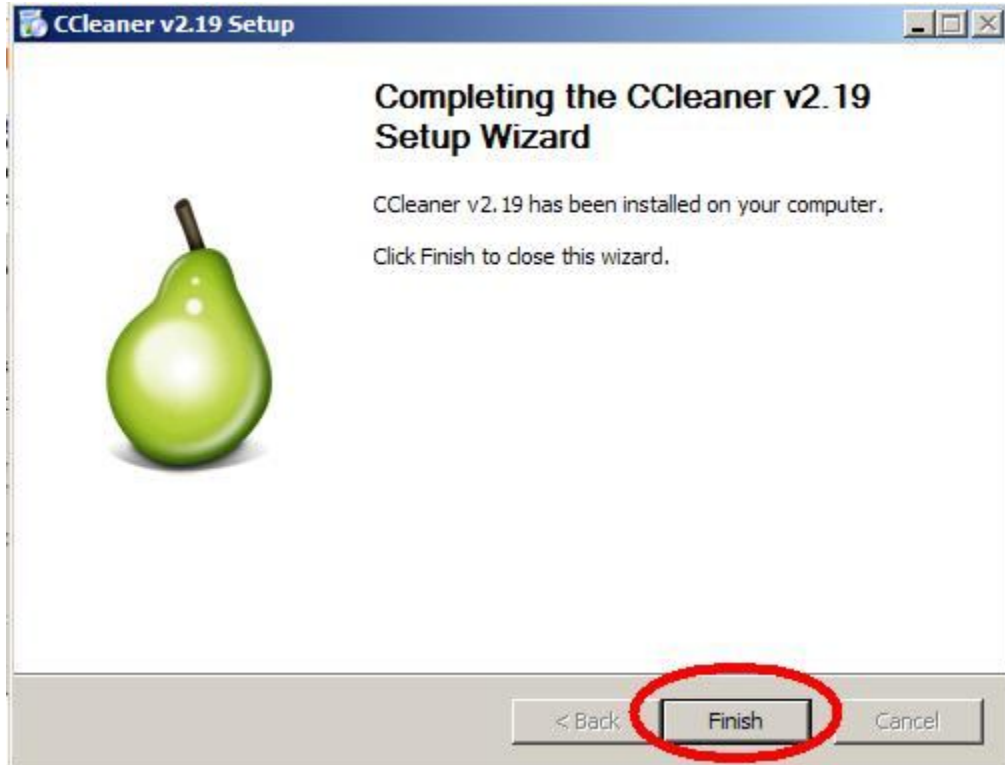 CCleaner v2.19 Setup
Completing the CCleaner v2.19
Setup Wizard
CCleaner v2.19 has been installed on your computer.
Click Finish to close this wizard.
< Back Finish Cancel